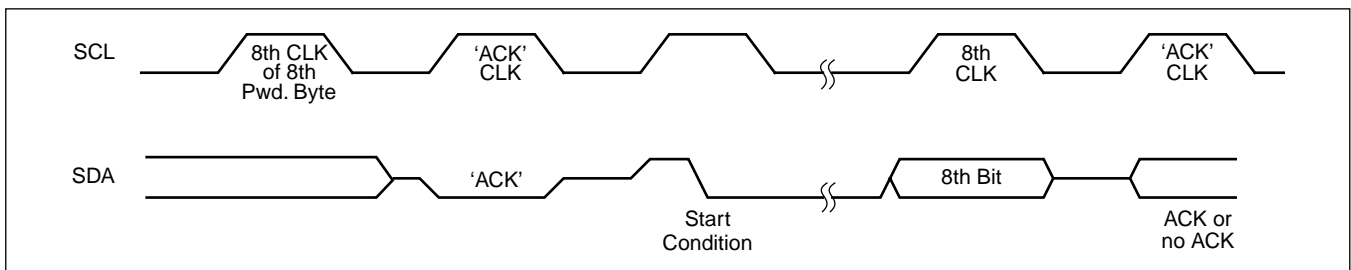 SCL
8th CLK
of 8th
Pwd. Byte
‘ACK’
CLK
8th
CLK
‘ACK’
CLK
SDA
‘ACK’
Start
Condition
8th Bit
ACK or
no ACK